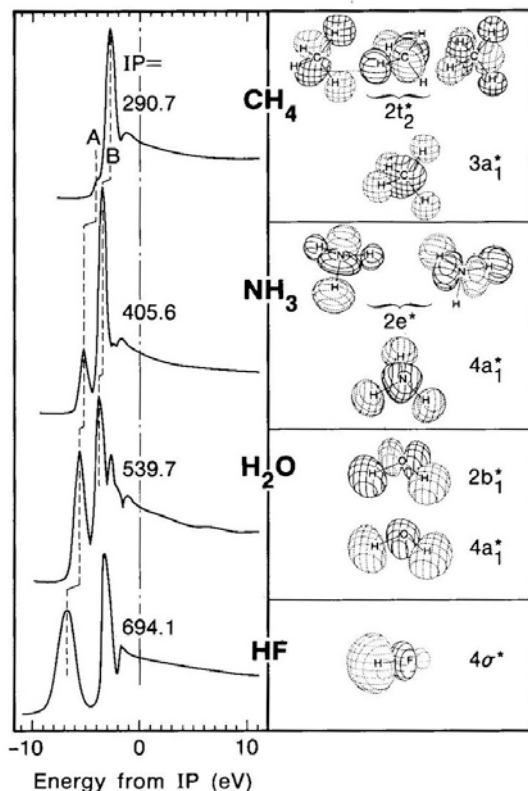 IP=
290.7
A
B
CH₄
2t₂*
3a₁*
405.6
NH₃
2e*
4a₁*
539.7
H₂O
2b₁*
4a₁*
694.1
HF
4σ*
-10 0 10
Energy from IP (eV)